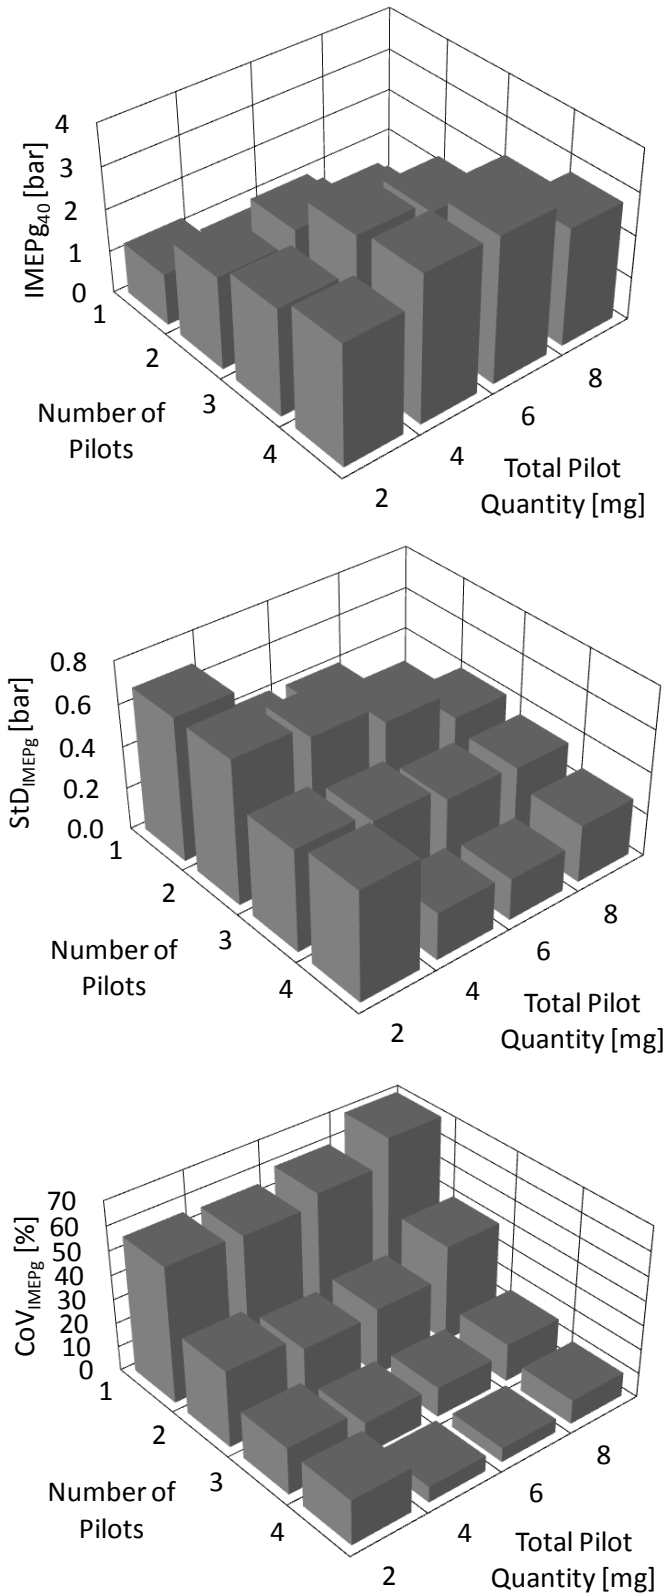 4
3
2
1
0
IMEPg40 [bar]
1
2
3
4
Number of
Pilots
2
4
6
8
Total Pilot
Quantity [mg]
0.8
0.6
0.4
0.2
0.0
StDIMEPg [bar]
1
2
3
4
Number of
Pilots
2
4
6
8
Total Pilot
Quantity [mg]
70
60
50
40
30
20
10
0
CoVIMEPg [%]
1
2
3
4
Number of
Pilots
2
4
6
8
Total Pilot
Quantity [mg]